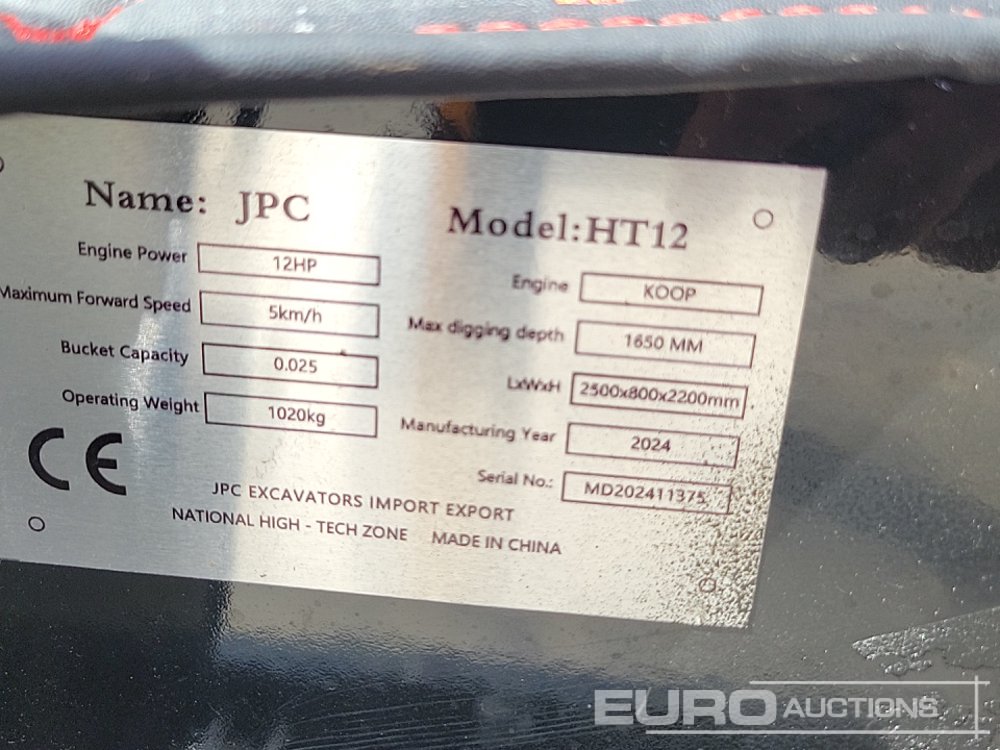 Name: JPC
Engine Power 12HP
Maximum Forward Speed 5km/h
Bucket Capacity 0.025
Operating Weight 1020kg
CE
Model:HT12
Engine KOOP
Max digging depth 1650 MM
LxWxH 2500x800x2200mm
Manufacturing Year 2024
Serial No.: MD202411375
JPC EXCAVATORS IMPORT EXPORT
NATIONAL HIGH - TECH ZONE MADE IN CHINA
EURO AUCTIONS